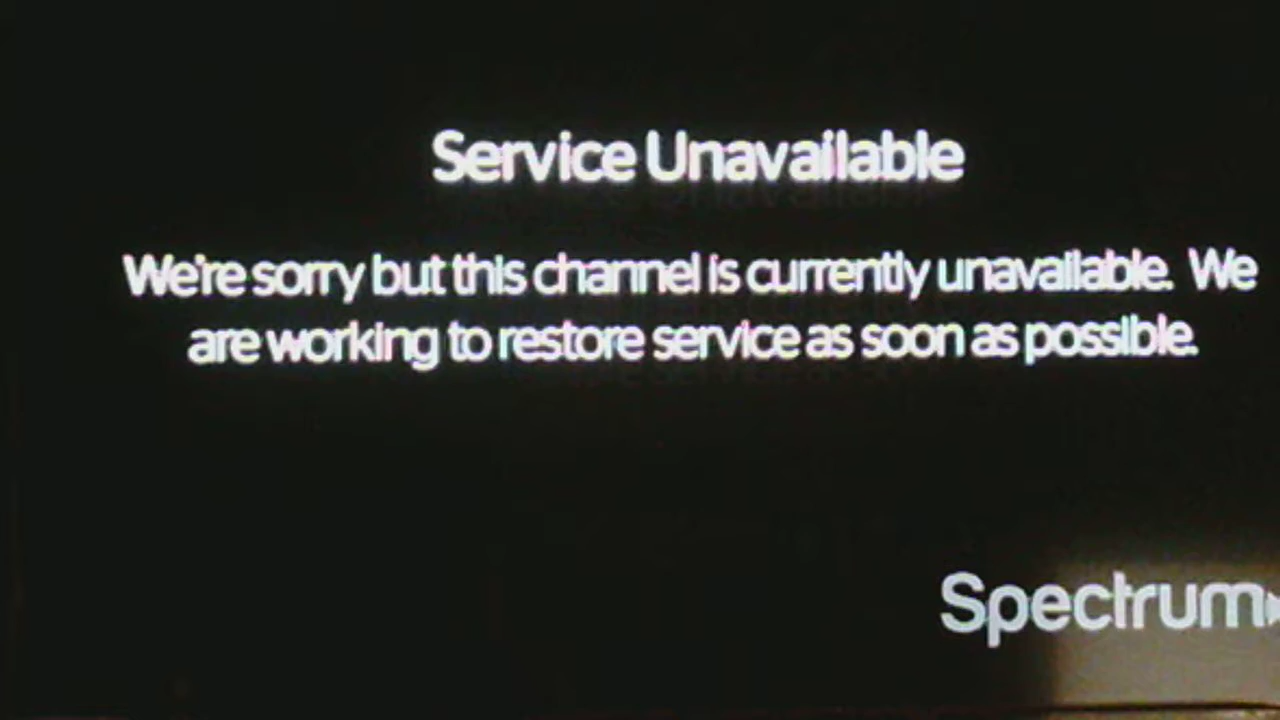 Service Unavailable
We're sorry but this channel is currently unavailable. We
are working to restore service as soon as possible.
Spectrum